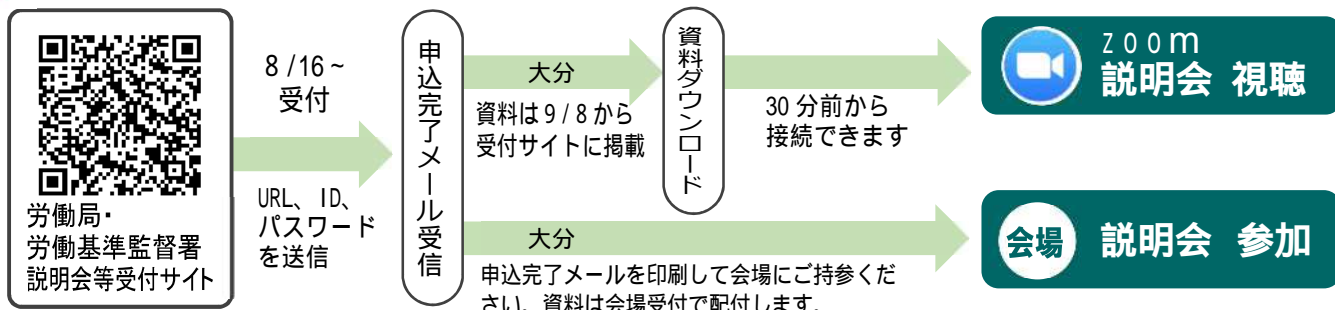 労働局・
労働基準監督署
説明会等受付サイト
8/16~
受付
URL、ID、
パスワード
を送信
申込完了メール受信
大分
資料は9/8から
受付サイトに掲載
資料ダウンロード
30分前から
接続できます
zoom
説明会 視聴
大分
申込完了メールを印刷して会場にご持参くだ
さい。資料は会場受付で配付します。
会場
説明会 参加